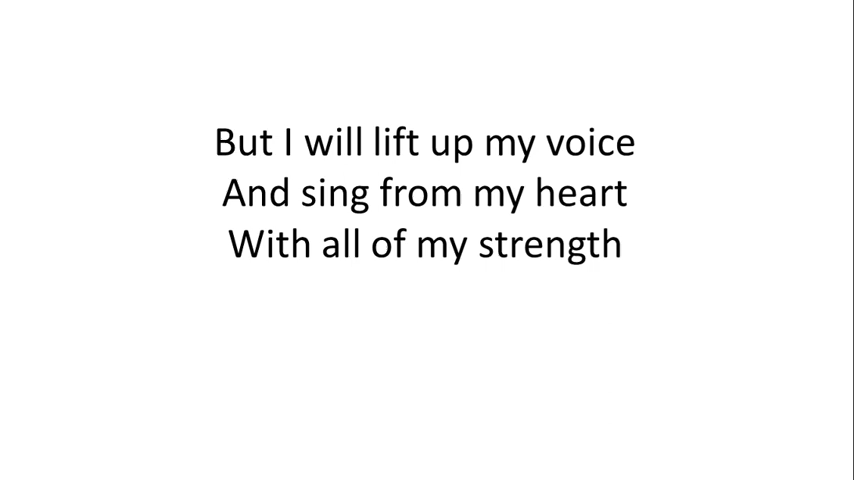 But I will lift up my voice
And sing from my heart
With all of my strength